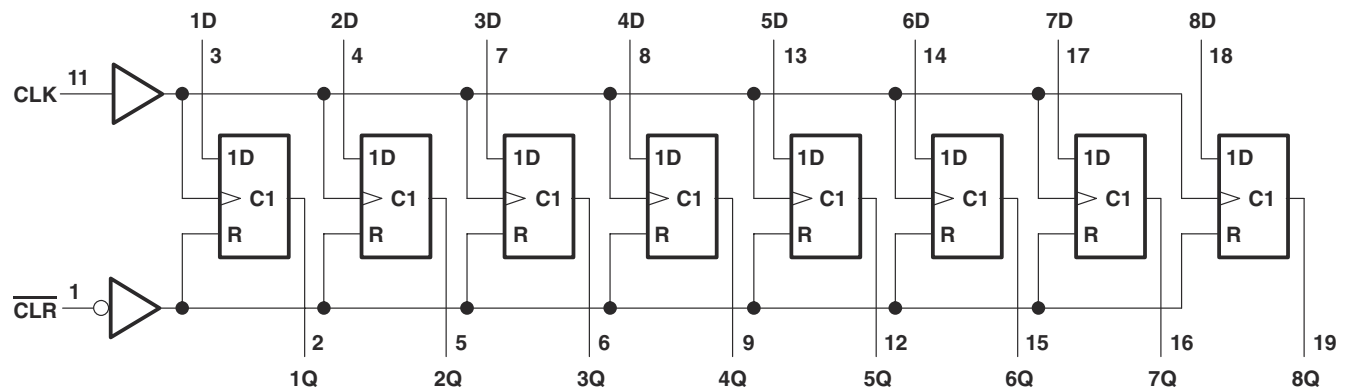 1D 2D 3D 4D 5D 6D 7D 8D
3 4 7 8 13 14 17 18
CLK 11
1D 1D 1D 1D 1D 1D 1D 1D
C1 C1 C1 C1 C1 C1 C1 C1
R R R R R R R R
CLR 1
2 5 6 9 12 15 16 19
1Q 2Q 3Q 4Q 5Q 6Q 7Q 8Q